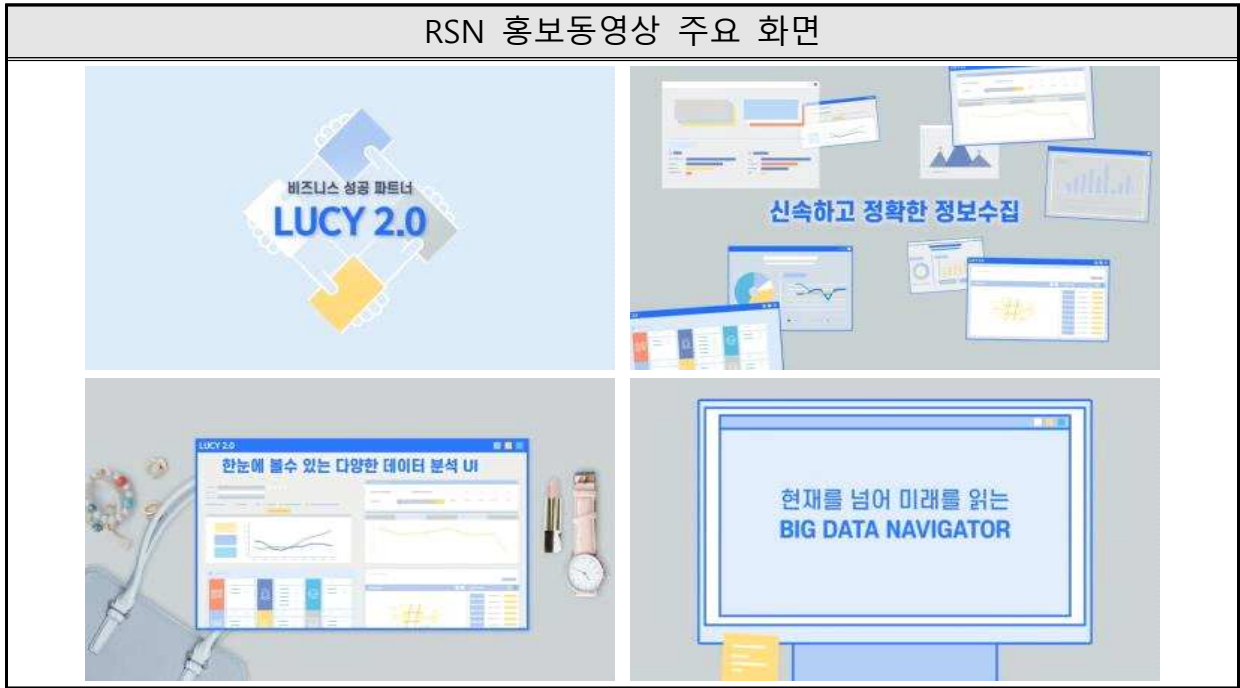 RSN 홍보동영상 주요 화면
비즈니스 성공 파트너
LUCY 2.0
신속하고 정확한 정보수집
LUCY 2.0
한눈에 볼수 있는 다양한 데이터 분석 UI
현재를 넘어 미래를 읽는
BIG DATA NAVIGATOR